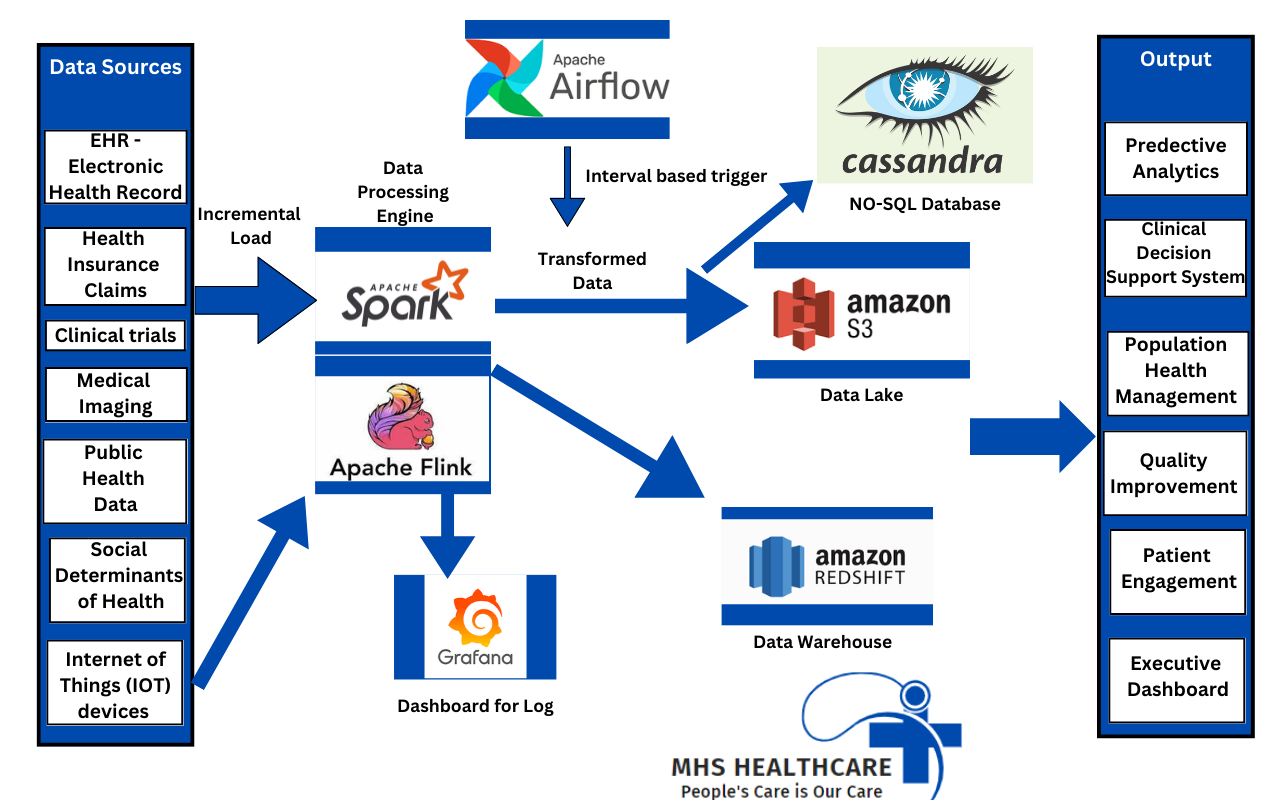 Data Sources
EHR -
Electronic
Health Record
Health
Insurance
Claims
Clinical trials
Medical
Imaging
Public
Health
Data
Social
Determinants
of Health
Internet of
Things (IOT)
devices
Incremental
Load
Data
Processing
Engine
APACHE
Spark
Apache Flink
Grafana
Dashboard for Log
Apache
Airflow
Interval based trigger
Transformed
Data
cassandra
NO-SQL Database
amazon
S3
Data Lake
amazon
REDSHIFT
Data Warehouse
MHS HEALTHCARE
People's Care is Our Care
Output
Predective
Analytics
Clinical
Decision
Support System
Population
Health
Management
Quality
Improvement
Patient
Engagement
Executive
Dashboard